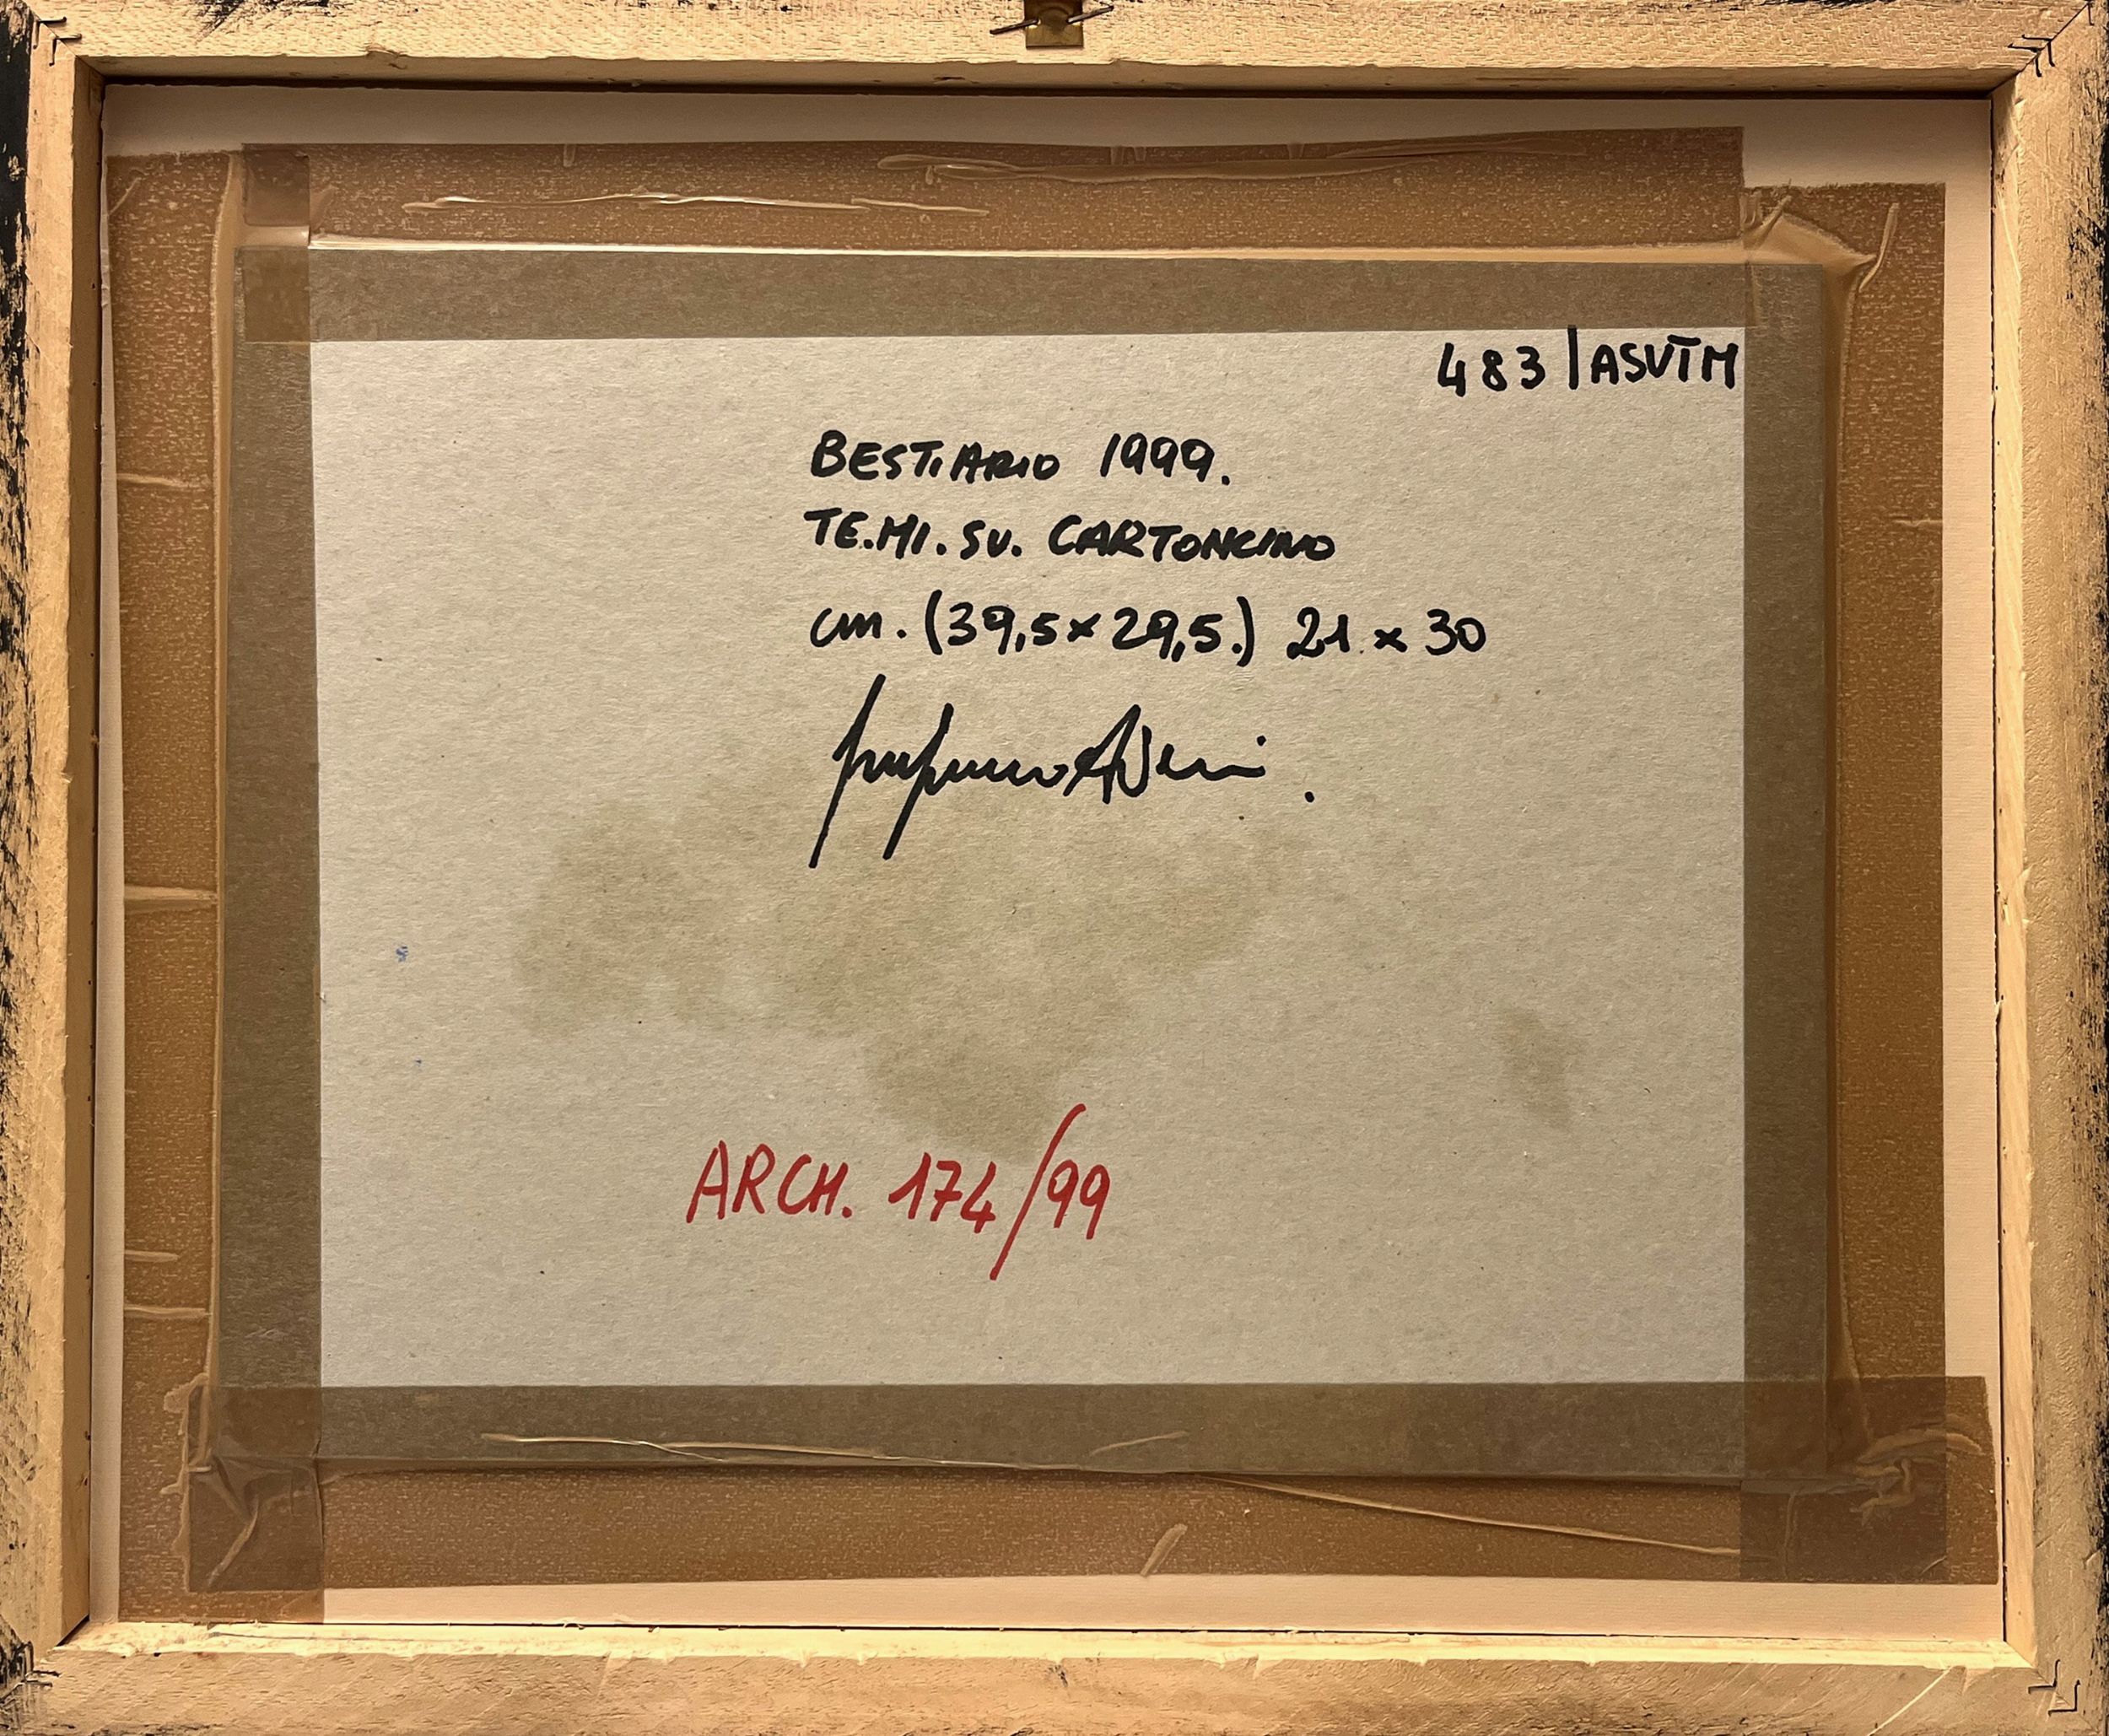 483 | ASVTM
BESTIARIO 1999.
TE.MI. SU. CARTONCINO
cm. (39,5 x 29,5.) 21 x 30
ARCH. 174/99